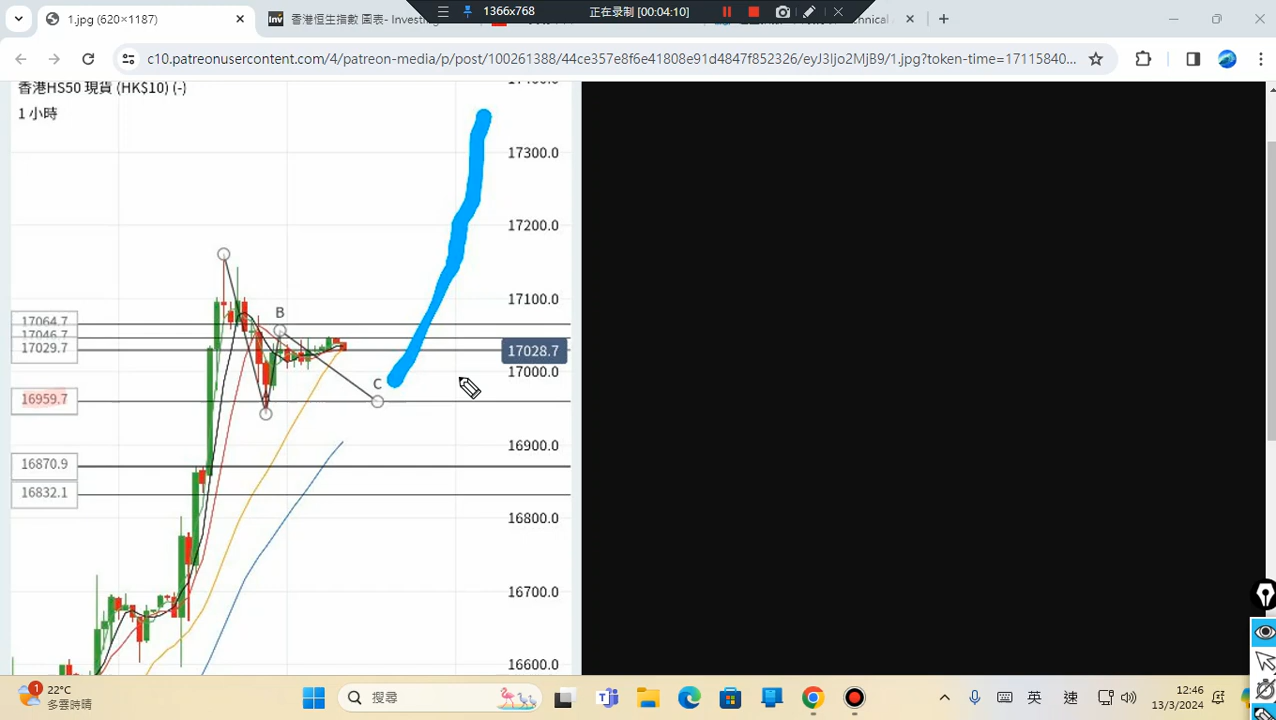 1.jpg (620×1187)
香港恒生指數 圖表- Investing
1366x768
正在录制 [00:04:10]
c10.patreonusercontent.com/4/patreon-media/p/post/100261388/44ce357e8f6e41808e91d4847f852326/eyJ3Ijo2MjB9/1.jpg?token-time=17115840...
香港HS50 現貨 (HK$10) (-)
1 小時
17300.0
17200.0
17100.0
B
17064.7
17046.7
17029.7
17028.7
17000.0
C
16959.7
16900.0
16870.9
16832.1
16800.0
16700.0
16600.0
1
22°C
多雲時晴
搜尋
英
速
12:46
13/3/2024